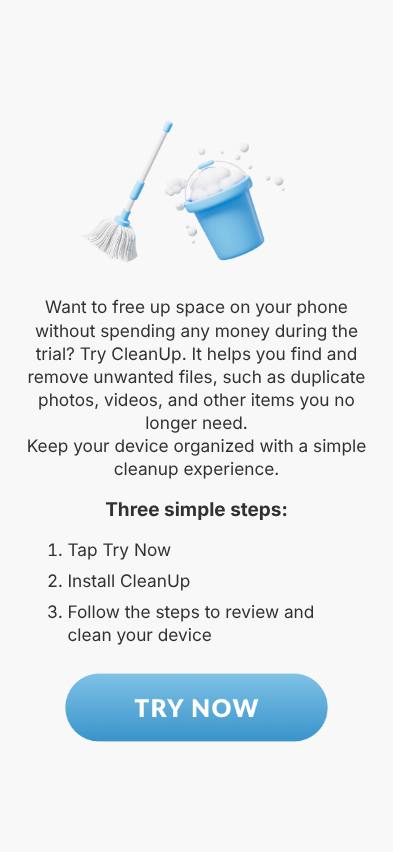 Want to free up space on your phone
without spending any money during the
trial? Try CleanUp. It helps you find and
remove unwanted files, such as duplicate
photos, videos, and other items you no
longer need.
Keep your device organized with a simple
cleanup experience.
Three simple steps:
1. Tap Try Now
2. Install CleanUp
3. Follow the steps to review and
clean your device
TRY NOW